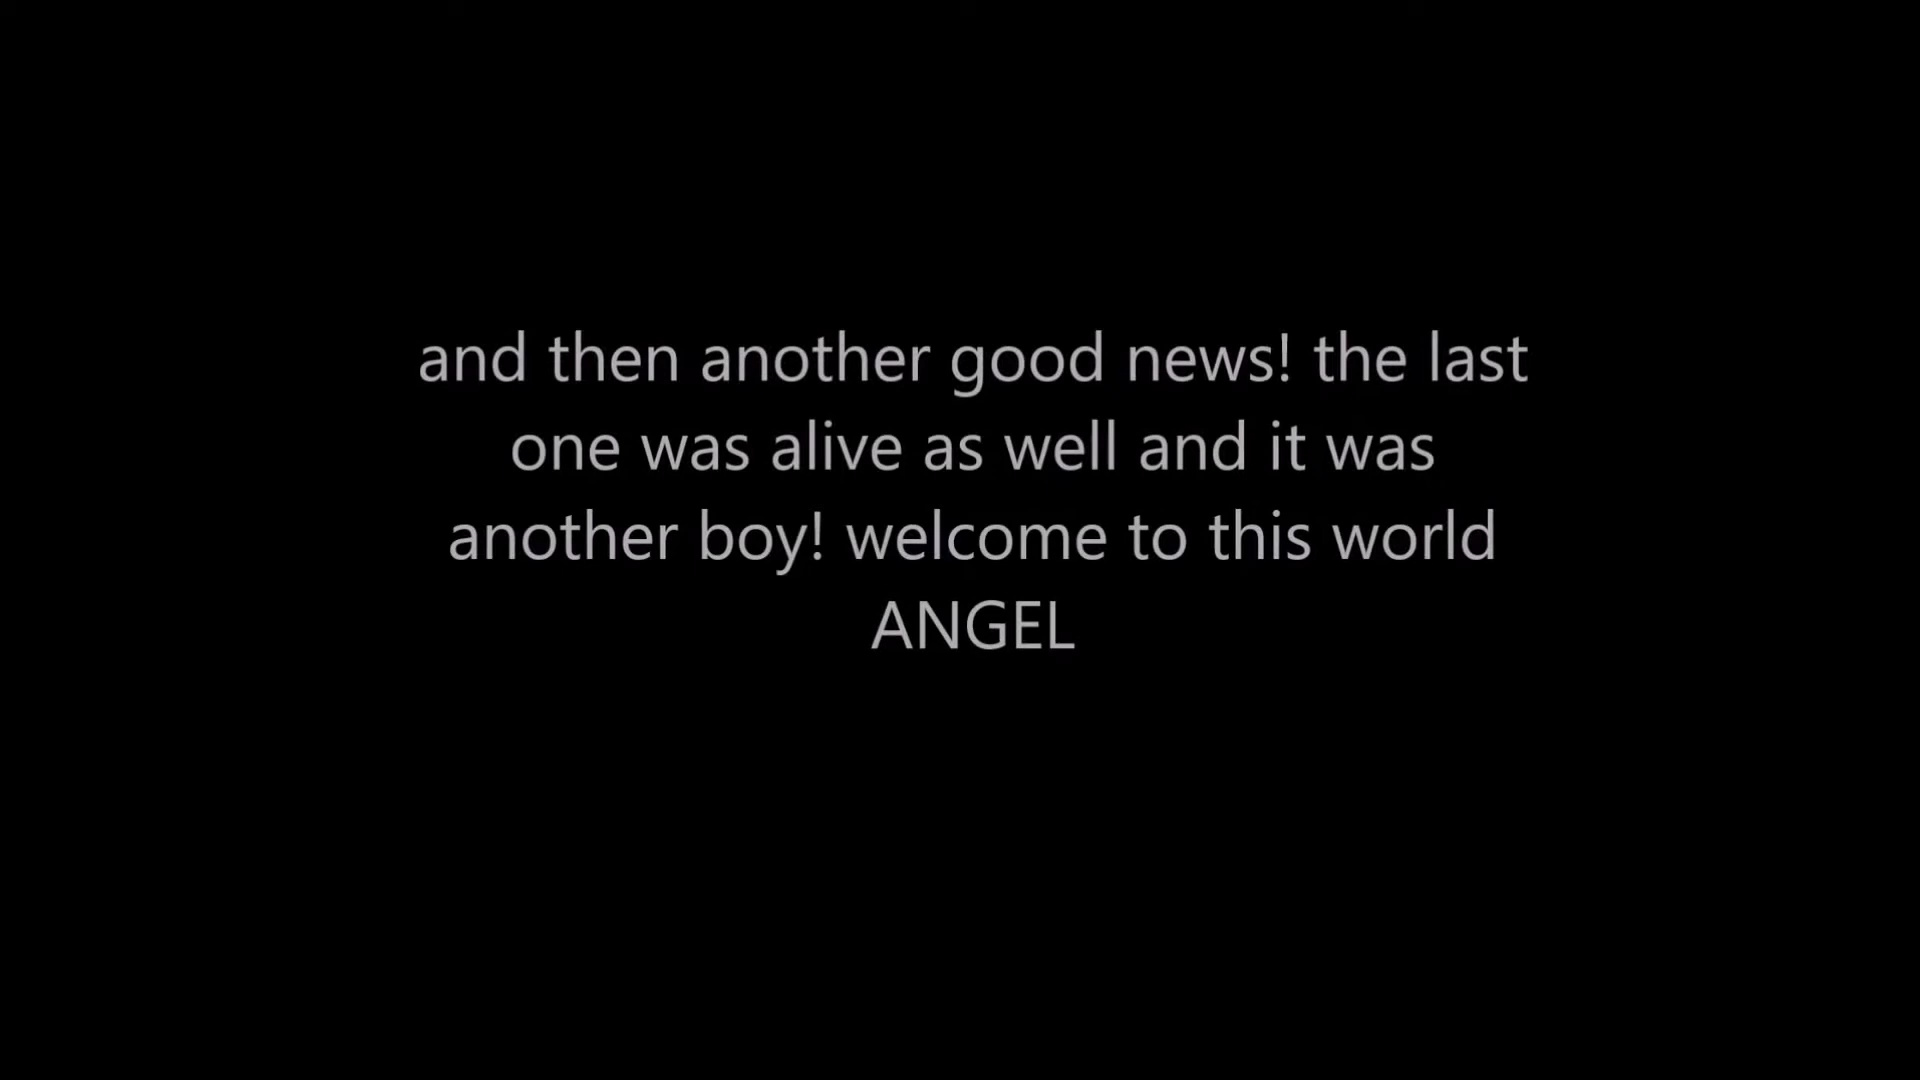 and then another good news! the last
one was alive as well and it was
another boy! welcome to this world
ANGEL